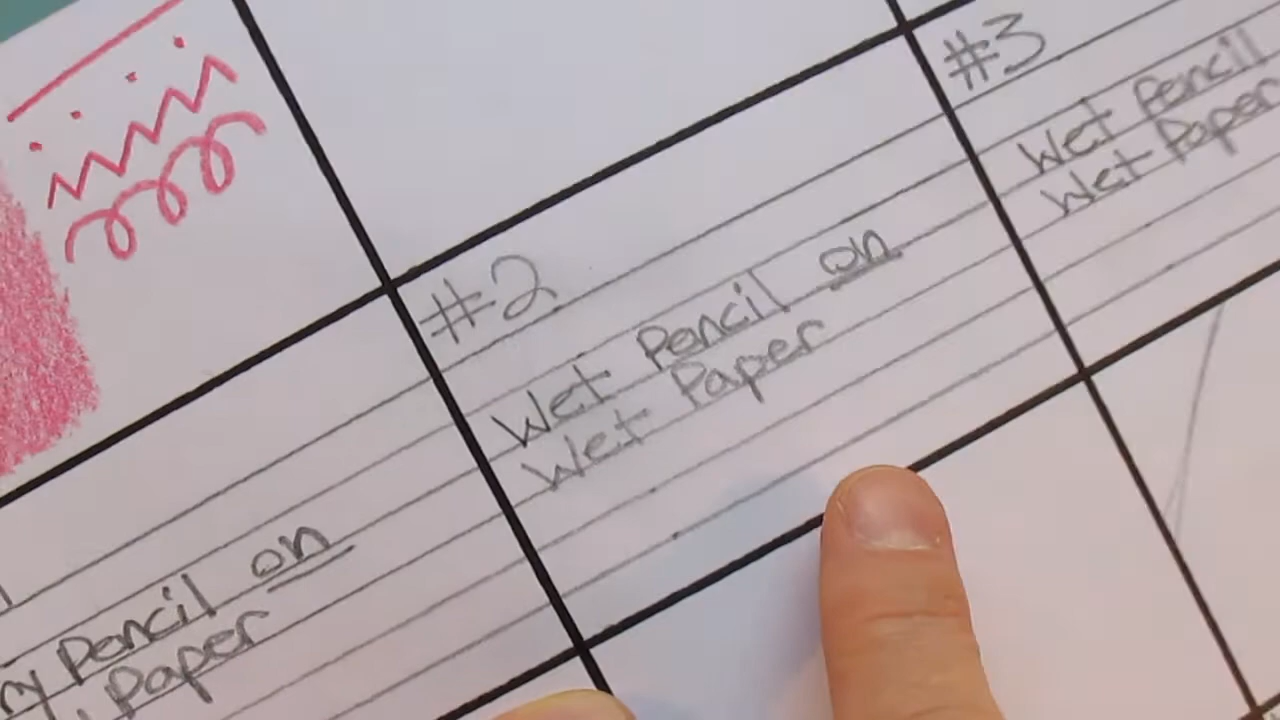 #2
Wet Pencil on
Wet Paper
#3
Wet Pencil
Wet Paper
Pencil on
Paper